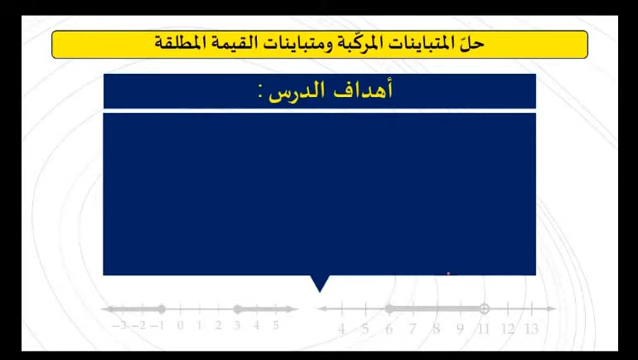 حلّ المتباينات المركّبة ومتباينات القيمة المطلقة
أهداف الدرس :
−3 −2 −1 0 1 2 3 4 5
4 5 6 7 8 9 10 11 12 13